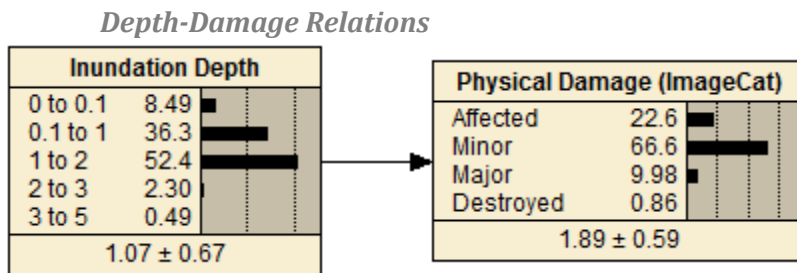 Depth-Damage Relations
Inundation Depth
0 to 0.1 8.49
0.1 to 1 36.3
1 to 2 52.4
2 to 3 2.30
3 to 5 0.49
1.07 ± 0.67
Physical Damage (ImageCat)
Affected 22.6
Minor 66.6
Major 9.98
Destroyed 0.86
1.89 ± 0.59